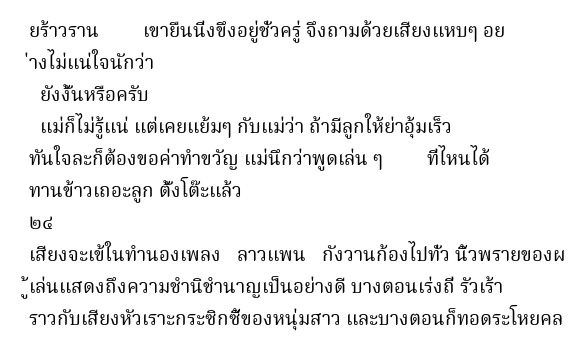 ยร้าวราน        เขายืนนิ่งขึงอยู่ชั่วครู่ จึงถามด้วยเสียงแหบๆ อย
่างไม่แน่ใจนักว่า
ยังงั้นหรือครับ
แม่ก็ไม่รู้แน่ แต่เคยแย้มๆ กับแม่ว่า ถ้ามีลูกให้ย่าอุ้มเร็ว
ทันใจละก็ต้องขอค่าทำขวัญ แม่นึกว่าพูดเล่น ๆ        ที่ไหนได้
ทานข้าวเถอะลูก ตั้งโต๊ะแล้ว
๒๔
เสียงจะเข้ในทำนองเพลง   ลาวแพน   กังวานก้องไปทั่ว นิ้วพรายของผ
ู้เล่นแสดงถึงความชำนิชำนาญเป็นอย่างดี บางตอนเร่งถี่ รัวเร้า
ราวกับเสียงหัวเราะกระซิกซี้ของหนุ่มสาว และบางตอนก็ทอดระโหยคล